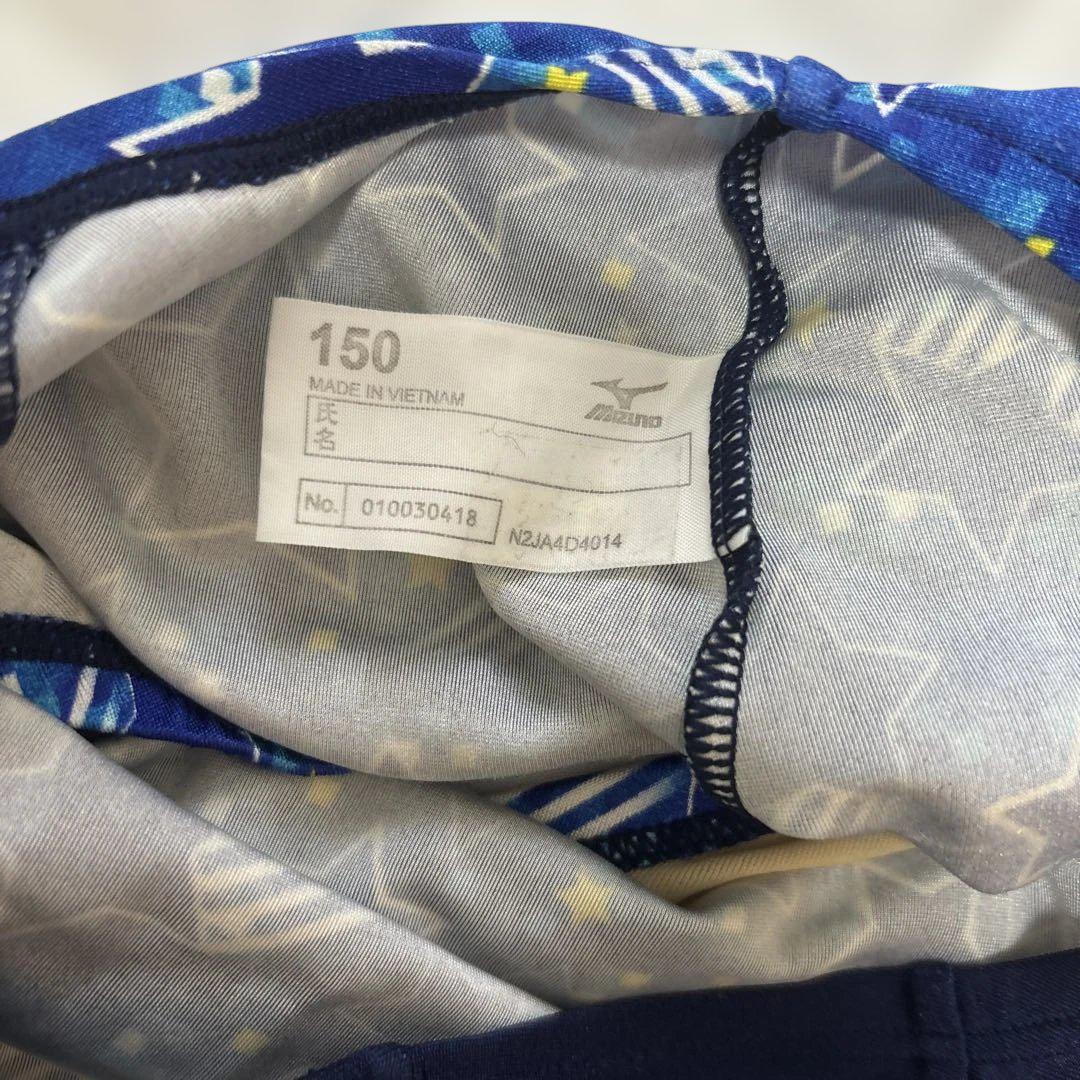 150
MADE IN VIETNAM
Mizuno
氏名
No. 010030418
N2JA4D4014